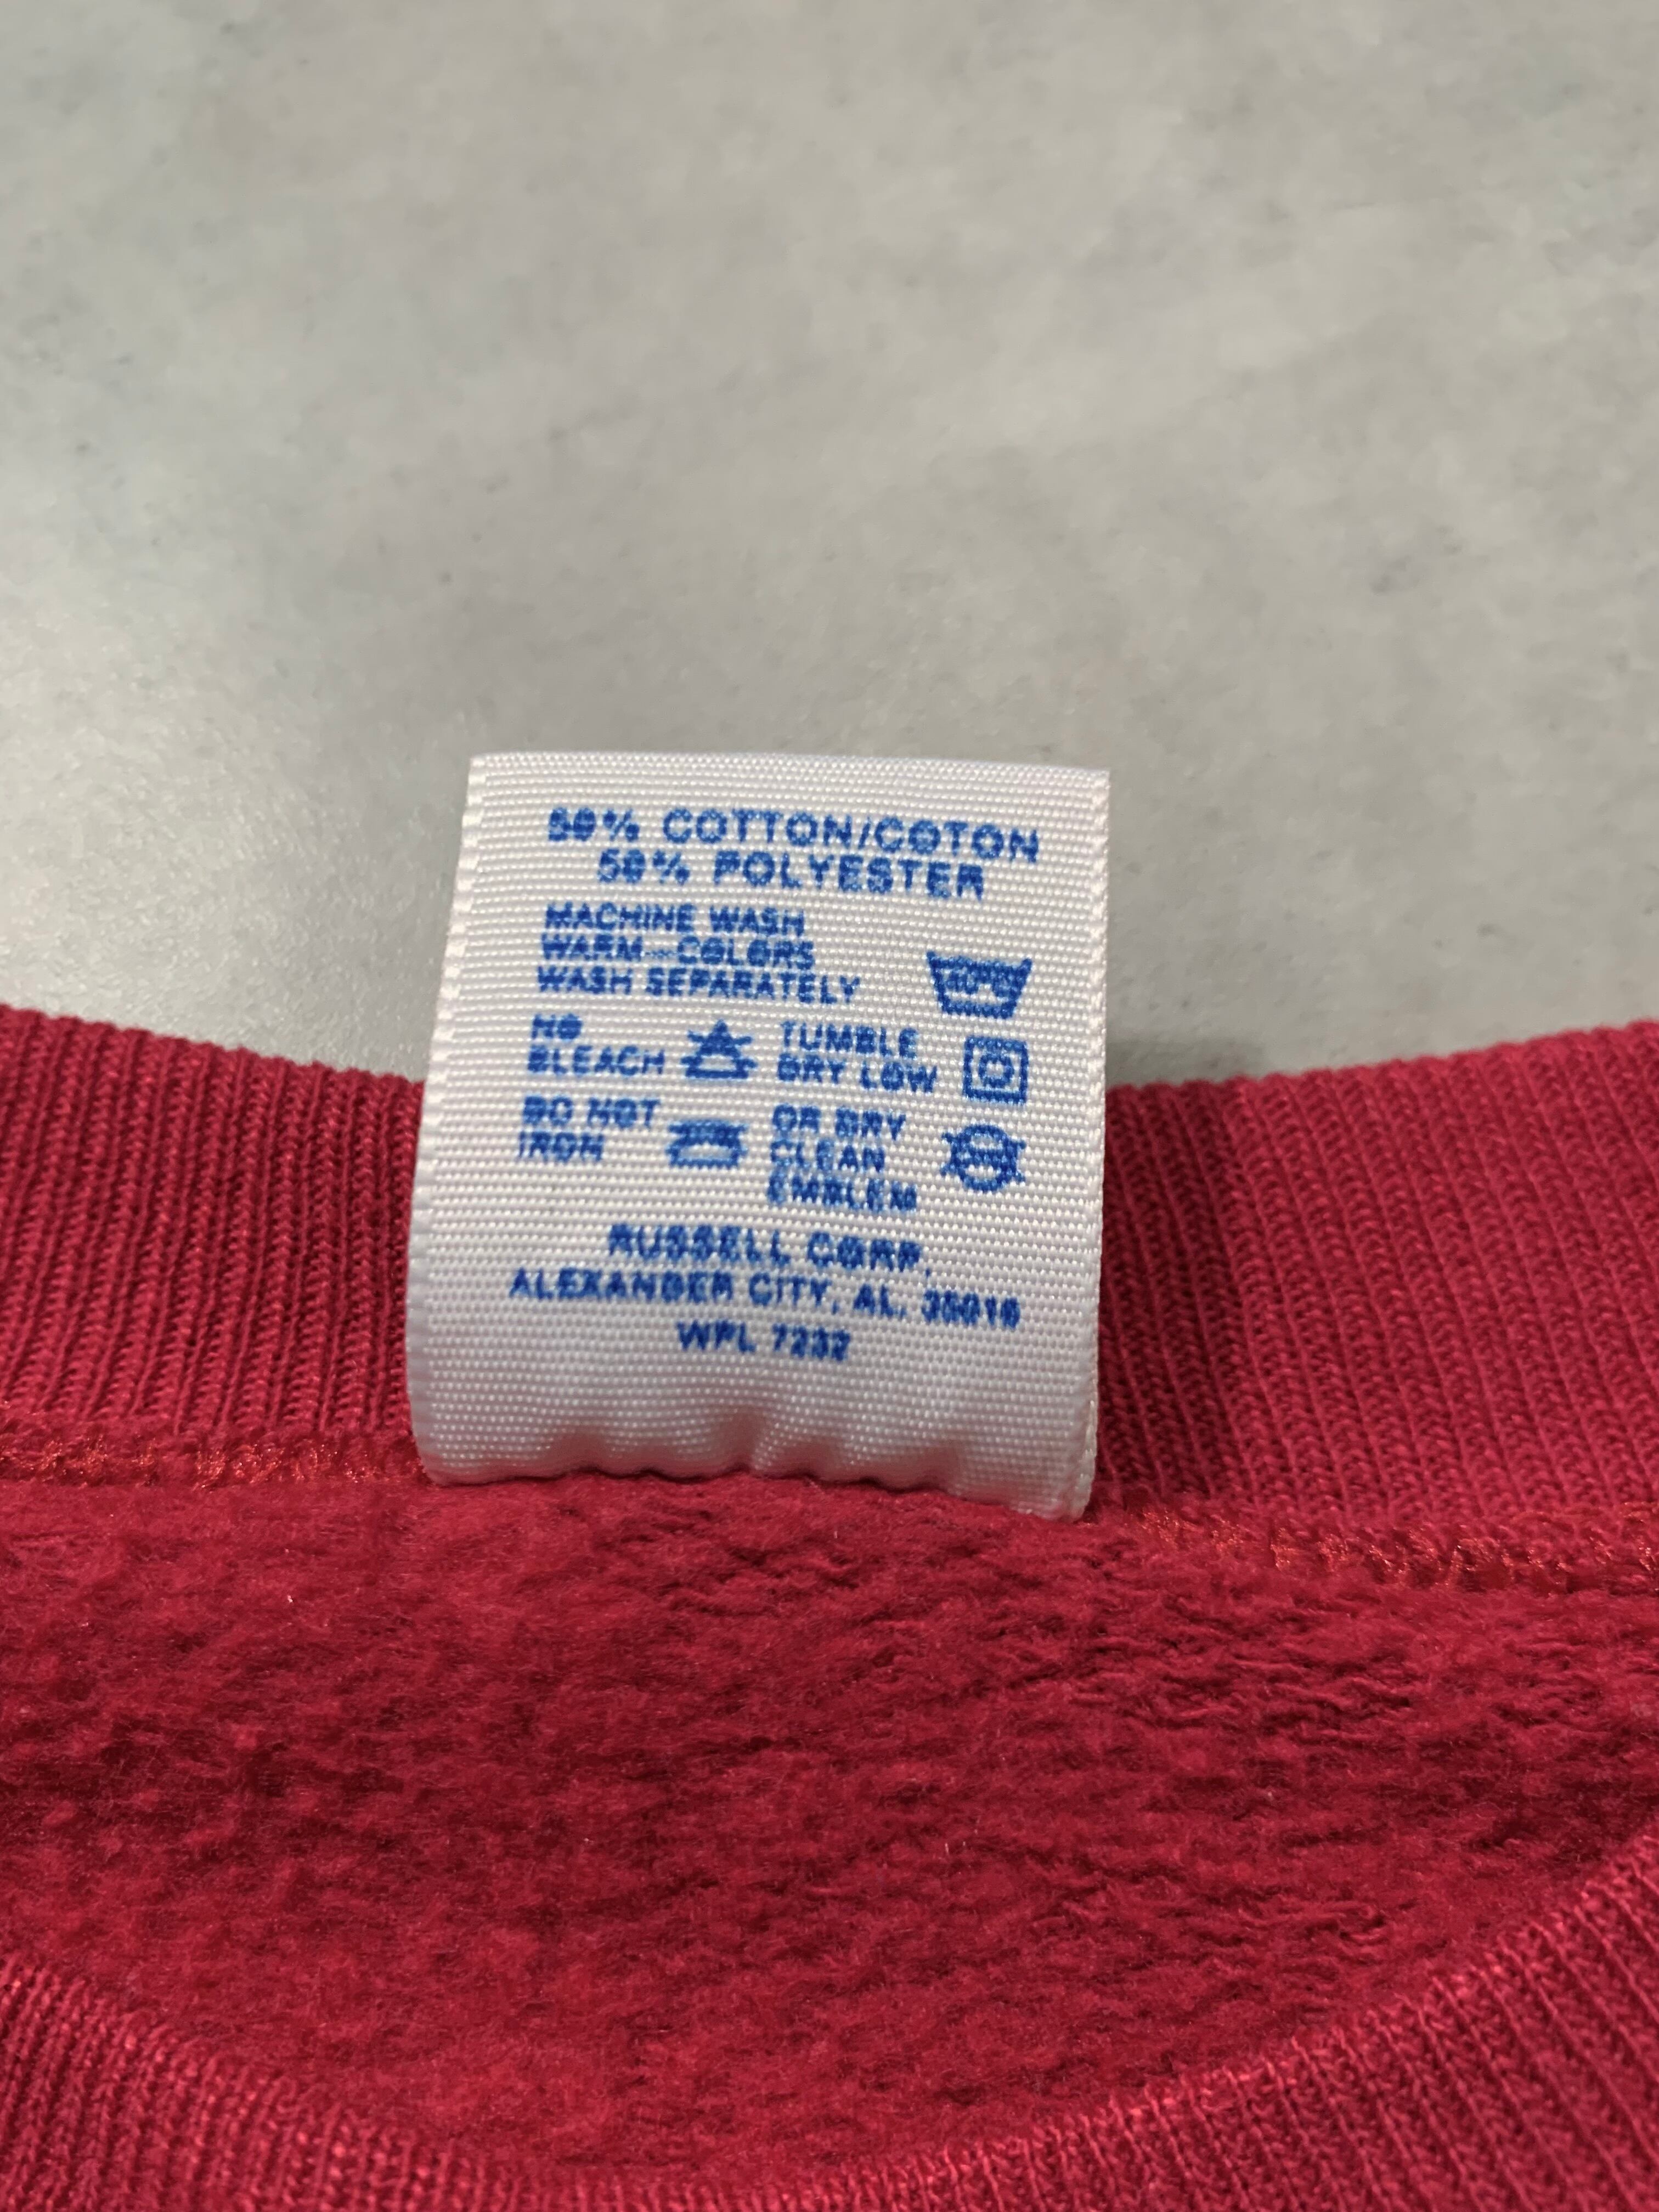 50% COTTON/COTON
50% POLYESTER
MACHINE WASH
WARM—COLORS
WASH SEPARATELY
NO
BLEACH
TUMBLE
DRY LOW
DO NOT
IRON
OR DRY
CLEAN
EMBLEM
RUSSELL CORP.
ALEXANDER CITY, AL. 35010
WPL 7232